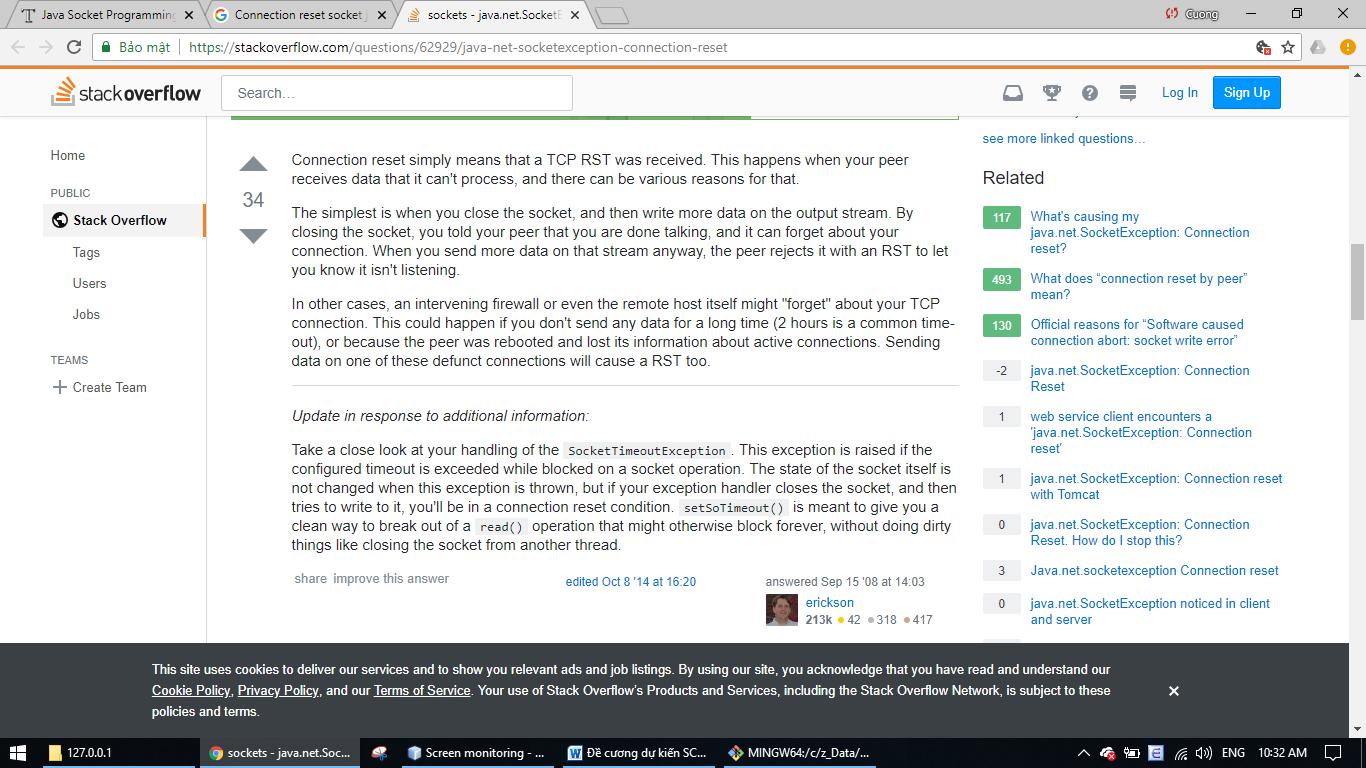 Java Socket Programming
Connection reset socket j
sockets - java.net.SocketE
Cuong
Bảo mật
https://stackoverflow.com/questions/62929/java-net-socketexception-connection-reset
stackoverflow
Search…
Log In
Sign Up
Home
PUBLIC
Stack Overflow
Tags
Users
Jobs
TEAMS
Create Team
34
Connection reset simply means that a TCP RST was received. This happens when your peer
receives data that it can't process, and there can be various reasons for that.
The simplest is when you close the socket, and then write more data on the output stream. By
closing the socket, you told your peer that you are done talking, and it can forget about your
connection. When you send more data on that stream anyway, the peer rejects it with an RST to let
you know it isn't listening.
In other cases, an intervening firewall or even the remote host itself might "forget" about your TCP
connection. This could happen if you don't send any data for a long time (2 hours is a common time-
out), or because the peer was rebooted and lost its information about active connections. Sending
data on one of these defunct connections will cause a RST too.
Update in response to additional information:
Take a close look at your handling of the SocketTimeoutException. This exception is raised if the
configured timeout is exceeded while blocked on a socket operation. The state of the socket itself is
not changed when this exception is thrown, but if your exception handler closes the socket, and then
tries to write to it, you'll be in a connection reset condition. setSoTimeout() is meant to give you a
clean way to break out of a read() operation that might otherwise block forever, without doing dirty
things like closing the socket from another thread.
share improve this answer
edited Oct 8 '14 at 16:20
answered Sep 15 '08 at 14:03
erickson
213k 42 318 417
see more linked questions…
Related
117 What's causing my
java.net.SocketException: Connection
reset?
493 What does “connection reset by peer”
mean?
130 Official reasons for “Software caused
connection abort: socket write error”
-2 java.net.SocketException: Connection
Reset
1 web service client encounters a
'java.net.SocketException: Connection
reset'
1 java.net.SocketException: Connection reset
with Tomcat
0 java.net.SocketException: Connection
Reset. How do I stop this?
3 Java.net.socketexception Connection reset
0 java.net.SocketException noticed in client
and server
This site uses cookies to deliver our services and to show you relevant ads and job listings. By using our site, you acknowledge that you have read and understand our
Cookie Policy, Privacy Policy, and our Terms of Service. Your use of Stack Overflow’s Products and Services, including the Stack Overflow Network, is subject to these
policies and terms.
127.0.0.1
sockets - java.net.Soc...
Screen monitoring - ...
Đề cương dự kiến SC...
MINGW64:/c/z_Data/...
ENG
10:32 AM